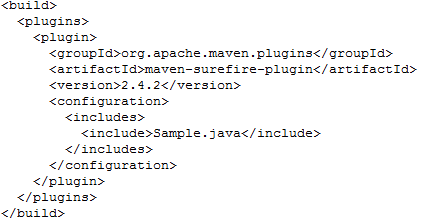 <build>
  <plugins>
    <plugin>
      <groupId>org.apache.maven.plugins</groupId>
      <artifactId>maven-surefire-plugin</artifactId>
      <version>2.4.2</version>
      <configuration>
        <includes>
          <include>Sample.java</include>
        </includes>
      </configuration>
    </plugin>
  </plugins>
</build>